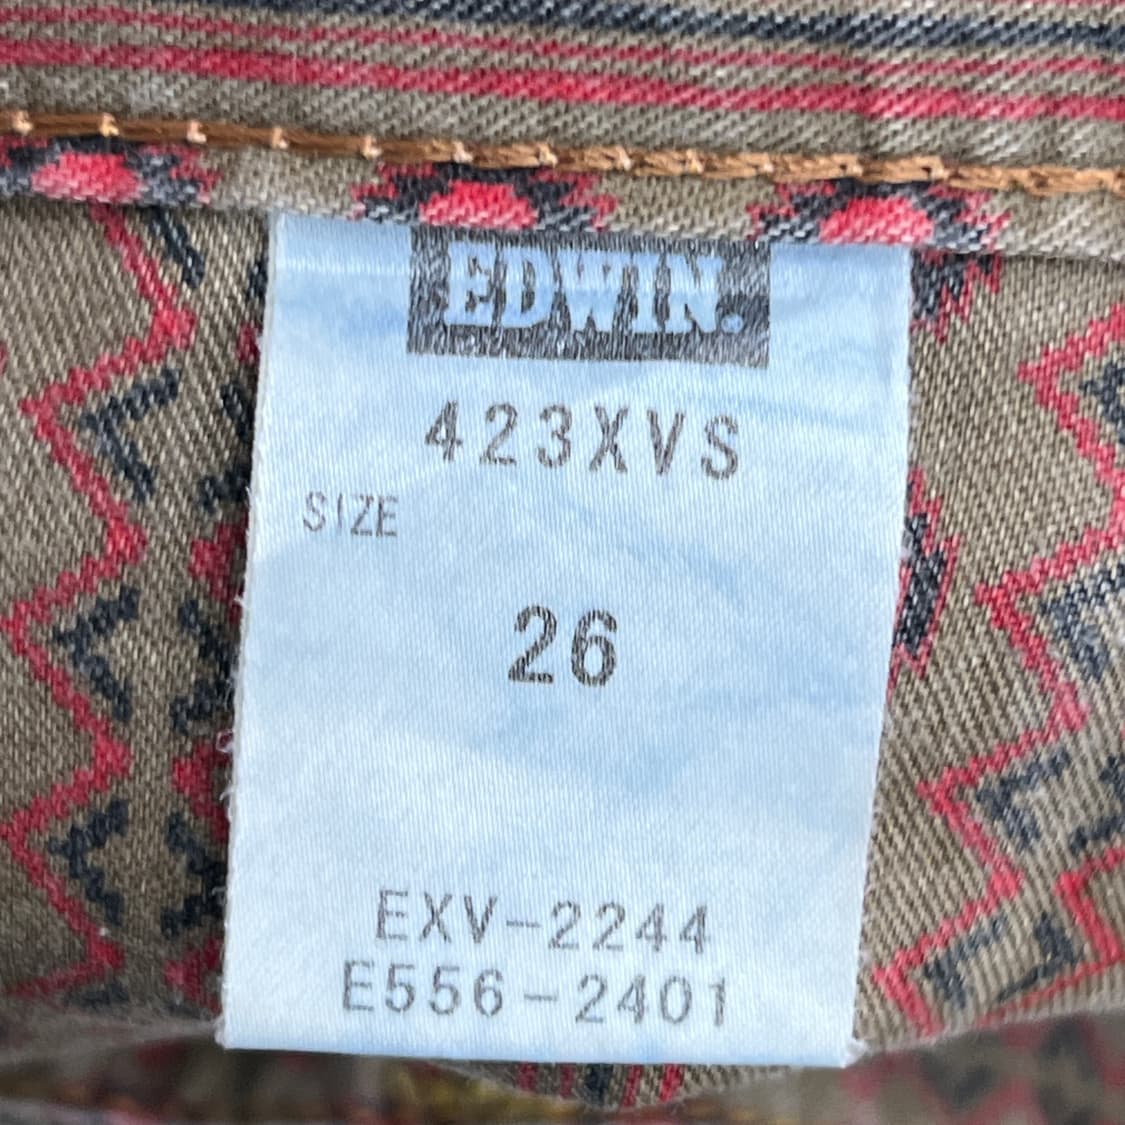 EDWIN.
423XVS
SIZE
26
EXV-2244
E556-2401